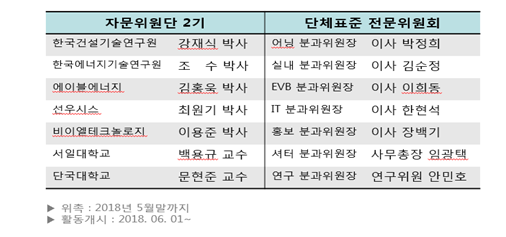 자문위원단 2기 단체표준 전문위원회
한국건설기술연구원 강재식 박사 어닝 분과위원장 이사 박정희
한국에너지기술연구원 조 수 박사 실내 분과위원장 이사 김순정
에이블에너지 김홍욱 박사 EVB 분과위원장 이사 이희동
선우시스 최원기 박사 IT 분과위원장 이사 한현석
비이엘테크놀로지 이용준 박사 홍보 분과위원장 이사 장백기
서일대학교 백용규 교수 셔터 분과위원장 사무총장 임광택
단국대학교 문현준 교수 연구 분과위원장 연구위원 안민호
▶ 위촉 : 2018년 5월말까지
▶ 활동개시 : 2018. 06. 01~